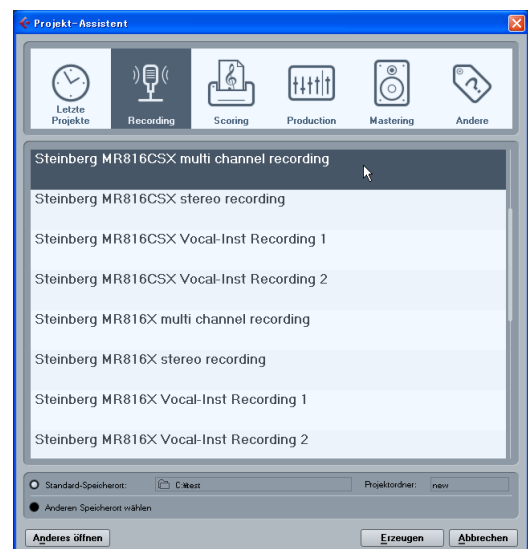 Projekt-Assistent
Letzte
Projekte
Recording
Scoring
Production
Mastering
Andere
Steinberg MR816CSX multi channel recording
Steinberg MR816CSX stereo recording
Steinberg MR816CSX Vocal-Inst Recording 1
Steinberg MR816CSX Vocal-Inst Recording 2
Steinberg MR816X multi channel recording
Steinberg MR816X stereo recording
Steinberg MR816X Vocal-Inst Recording 1
Steinberg MR816X Vocal-Inst Recording 2
Standard-Speicherort: C:¥test Projektordner: new
Anderen Speicherort wählen
Anderes öffnen Erzeugen Abbrechen